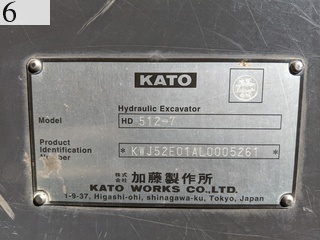 6
KATO
Hydraulic Excavator
Model HD 512-7
Product
Identification * KWJ52E01AL0005261 *
Number
株式会社 加藤製作所
KATO WORKS CO.,LTD.
1-9-37, Higashi-ohi, shinagawa-ku, Tokyo, Japan